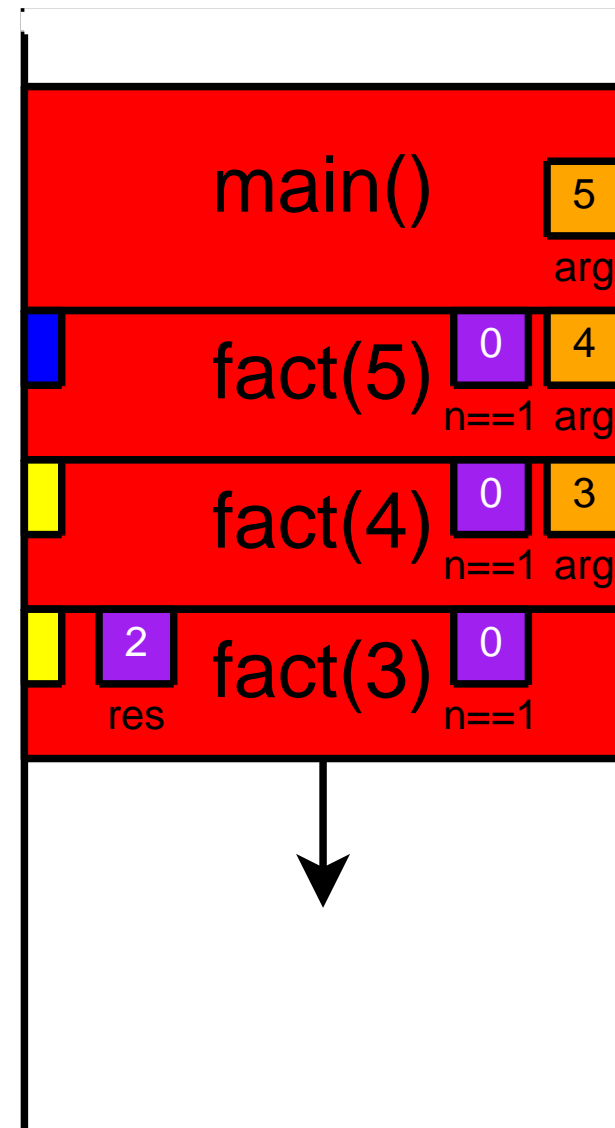 main() 5
arg
fact(5) 0 4
n==1 arg
fact(4) 0 3
n==1 arg
2 fact(3) 0
res n==1